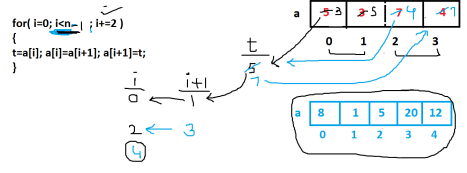 for( i=0; i<n-1 ; i+=2 )
{
t=a[i]; a[i]=a[i+1]; a[i+1]=t;
}
a 5 3 3 5 7 4 4 7
0 1 2 3
t
5
7
i i+1
0 1
2 3
4
a 8 1 5 20 12
0 1 2 3 4